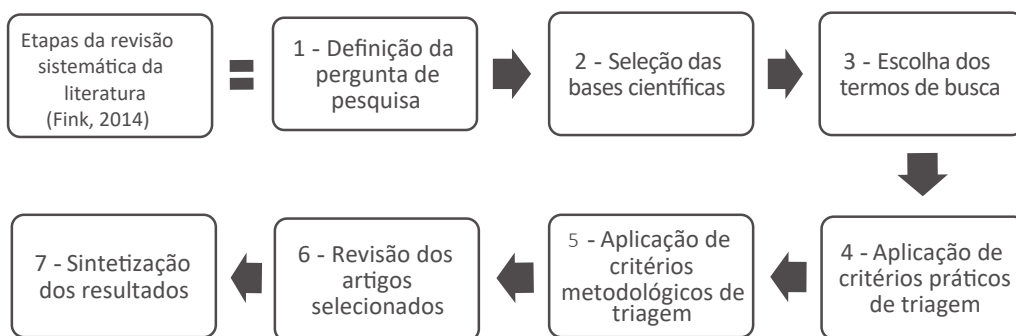 Etapas da revisão
sistemática da
literatura
(Fink, 2014)
1 - Definição da
pergunta de
pesquisa
2 - Seleção das
bases científicas
3 - Escolha dos
termos de busca
4 - Aplicação de
critérios práticos
de triagem
5 - Aplicação de
critérios
metodológicos de
triagem
6 - Revisão dos
artigos
selecionados
7 - Sintetização
dos resultados